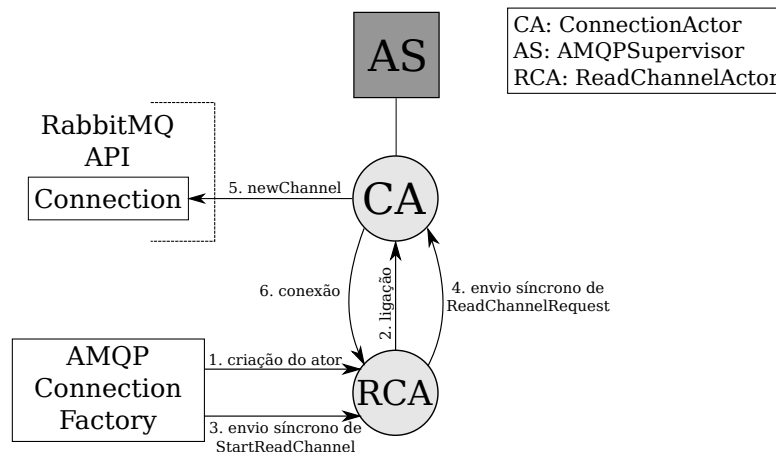 AS
CA: ConnectionActor
AS: AMQPSupervisor
RCA: ReadChannelActor
RabbitMQ
API
Connection
5. newChannel
CA
6. conexão
2. ligação
4. envio síncrono de
ReadChannelRequest
AMQP
Connection
Factory
1. criação do ator
RCA
3. envio síncrono de
StartReadChannel